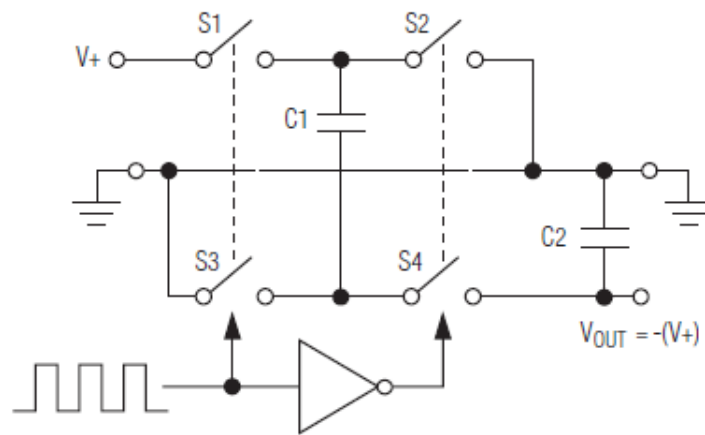 S1
S2
V+
C1
C2
S3
S4
VOUT = -(V+)